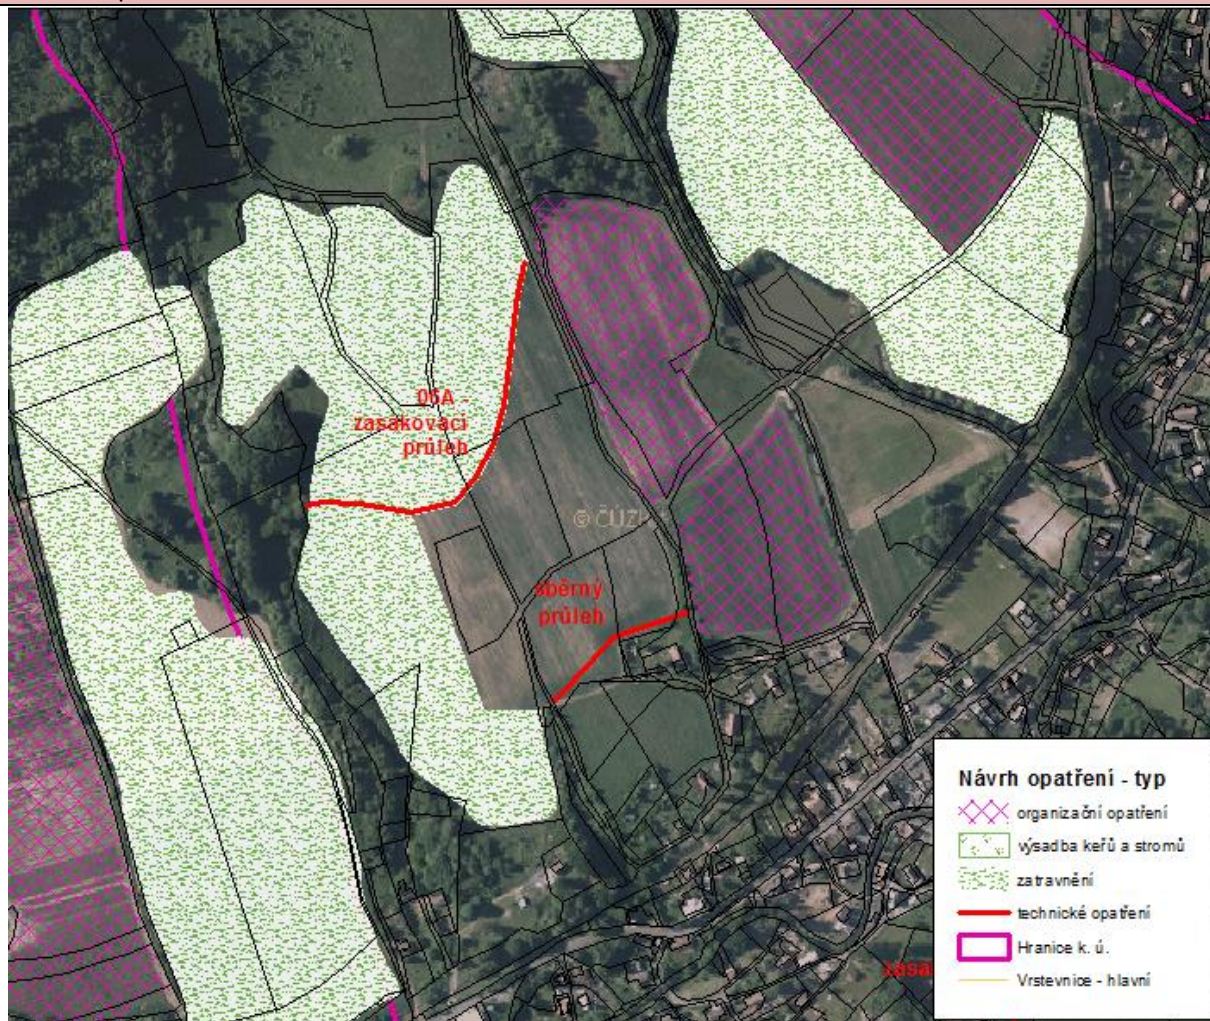 06A -
zasakovací
průleh
© ČÚZK
sběrný
průleh
Návrh opatření - typ
organizační opatření
výsadba keřů a stromů
zatravnění
technické opatření
Hranice k. ú.
Vrstevnice - hlavní